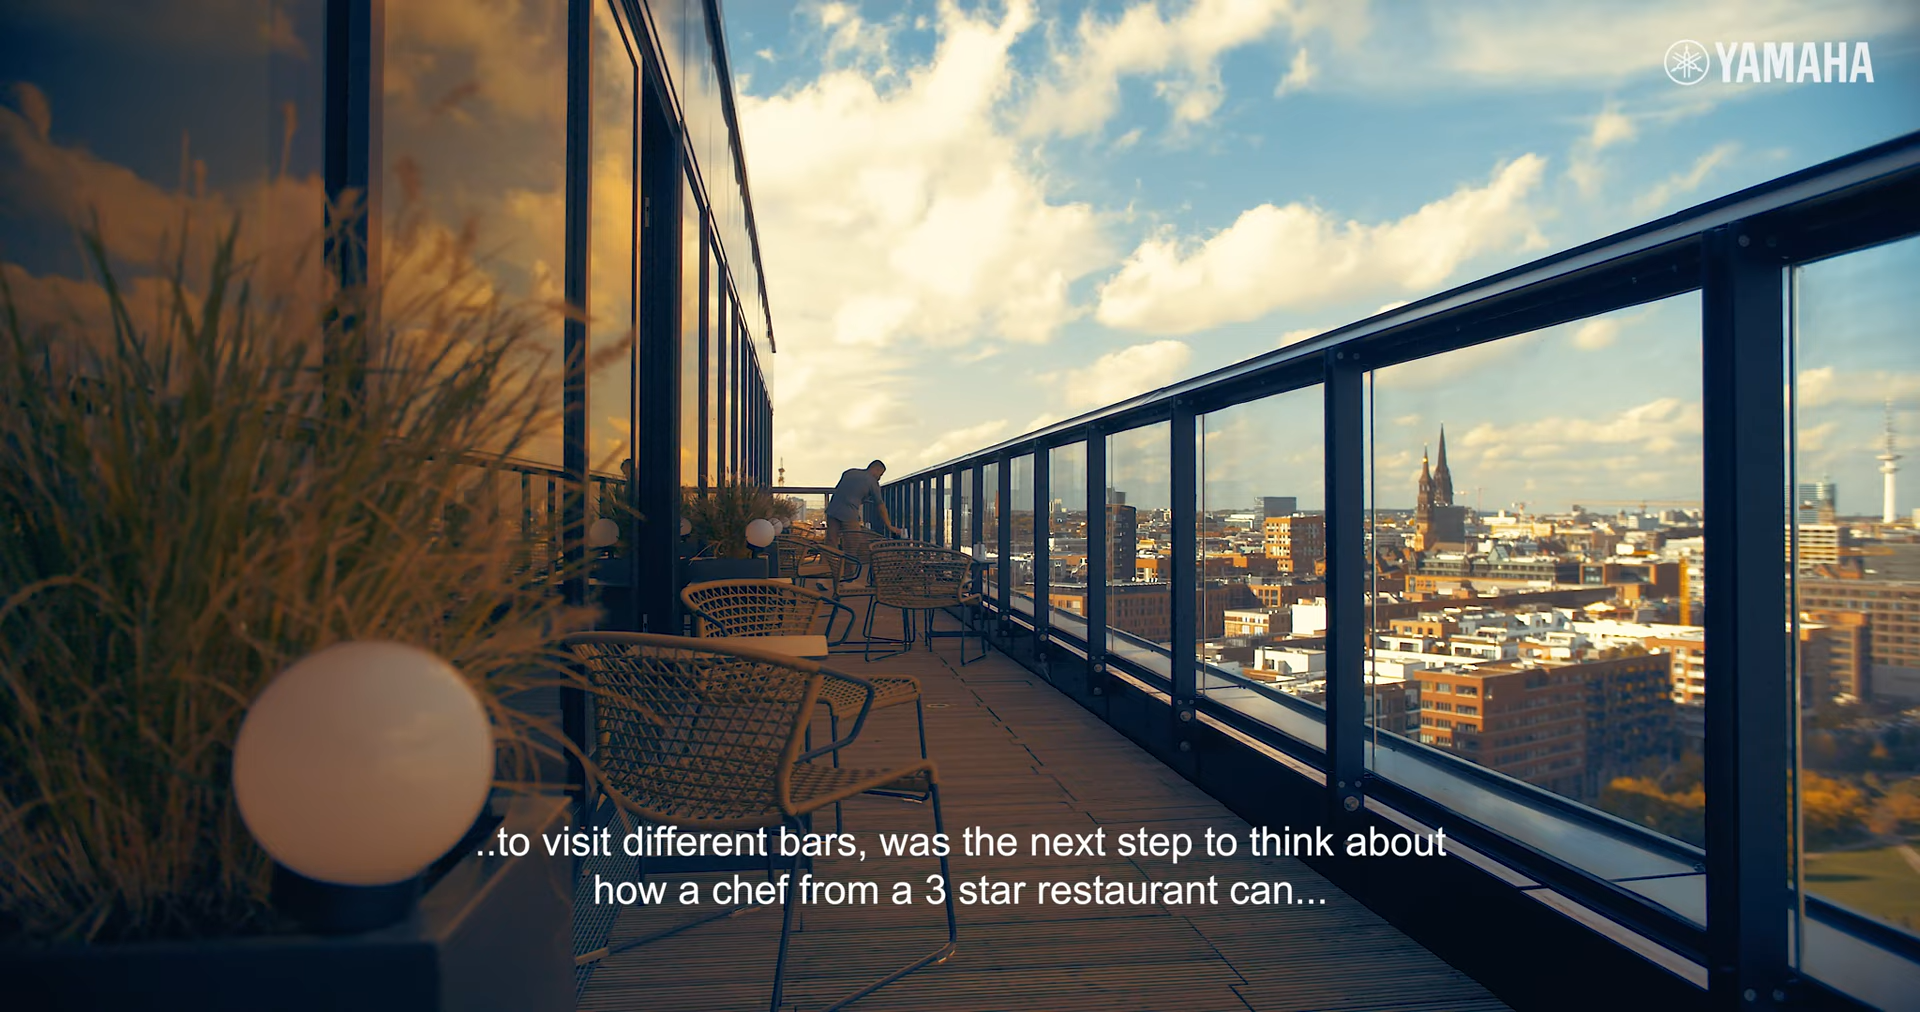 YAMAHA
..to visit different bars, was the next step to think about
how a chef from a 3 star restaurant can...